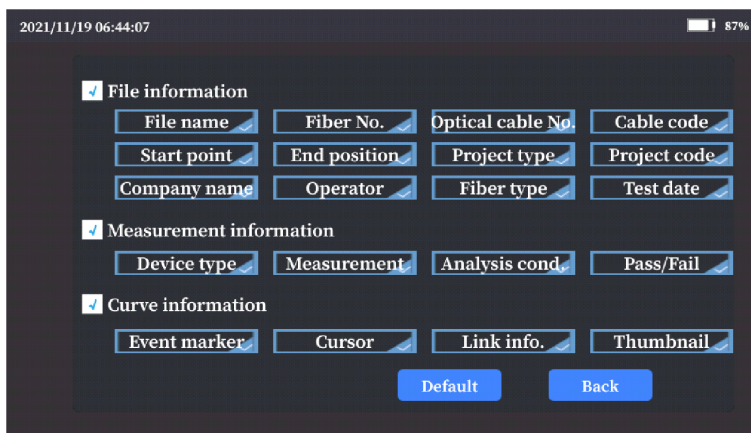 2021/11/19 06:44:07 87%
File information
File name Fiber No. Optical cable No. Cable code
Start point End position Project type Project code
Company name Operator Fiber type Test date
Measurement information
Device type Measurement Analysis cond. Pass/Fail
Curve information
Event marker Cursor Link info. Thumbnail
Default Back